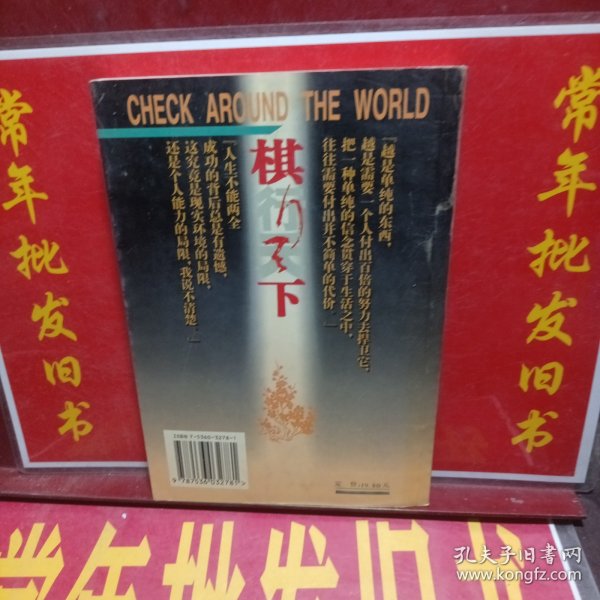 CHECK AROUND THE WORLD
棋行天下
『越是单纯的东西,
越是需要一个人付出百倍的努力去捍卫它,
把一种单纯的信念贯穿于生活之中,
往往需要付出并不简单的代价…』
『人生不能两全
成功的背后总是有遗憾,
这究竟是现实环境的局限,
还是个人能力的局限,我说不清楚…』
ISBN 7-5360-3278-1
9 787536 032781>
常年批发旧书
常年批发旧书
常年批发旧书
孔夫子旧书网
www.kongfz.com